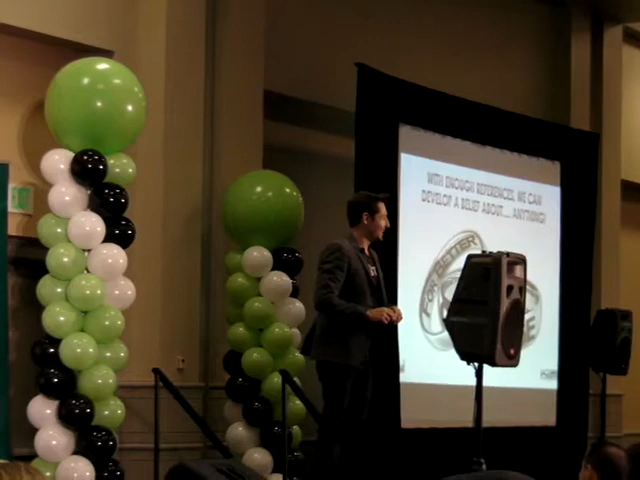 WITH ENOUGH REFERENCES, WE CAN
DEVELOP A BELIEF ABOUT.... ANYTHING!
FOR BETTER